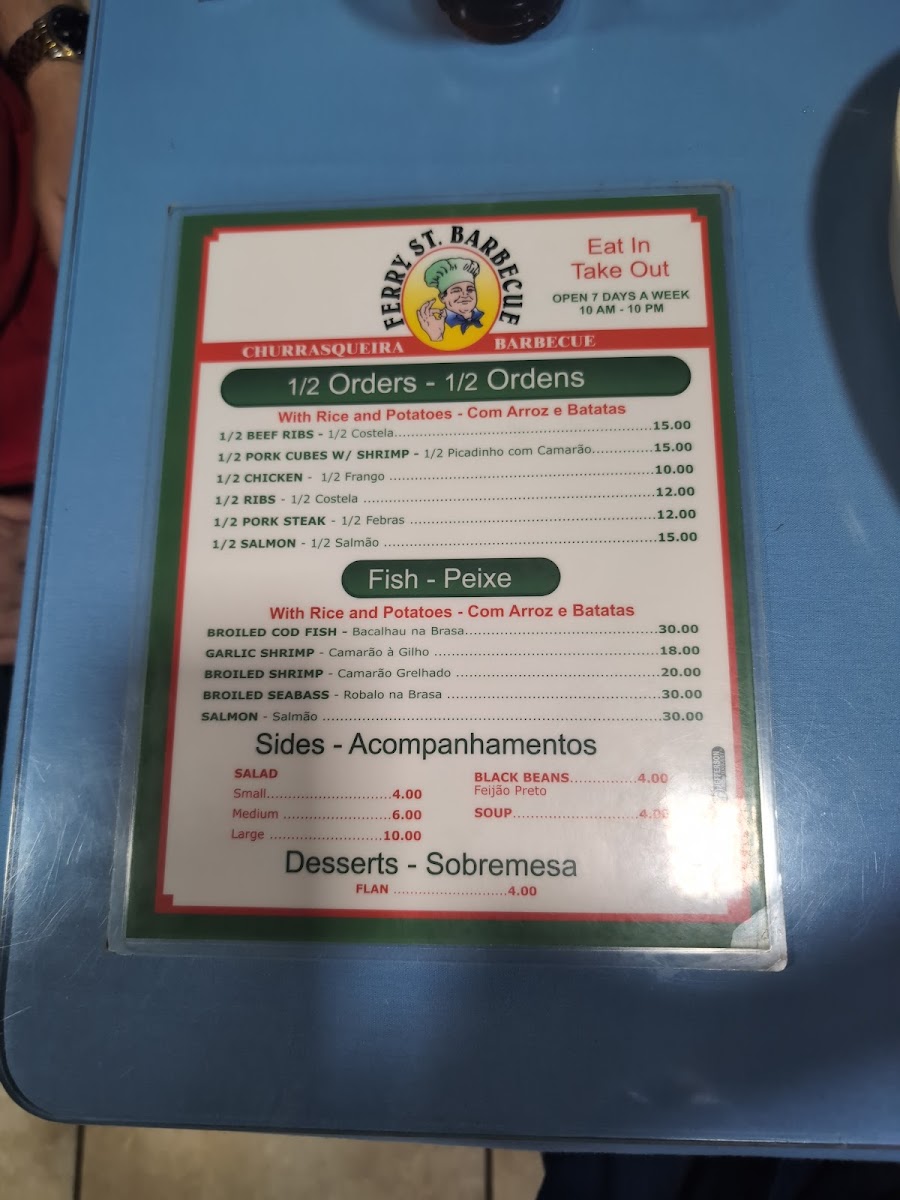 FERRY ST. BARBECUE
Eat In
Take Out
OPEN 7 DAYS A WEEK
10 AM - 10 PM
CHURRASQUEIRA BARBECUE
1/2 Orders - 1/2 Ordens
With Rice and Potatoes - Com Arroz e Batatas
1/2 BEEF RIBS - 1/2 Costela..........15.00
1/2 PORK CUBES W/ SHRIMP - 1/2 Picadinho com Camarão..........15.00
1/2 CHICKEN - 1/2 Frango ..........10.00
1/2 RIBS - 1/2 Costela ..........12.00
1/2 PORK STEAK - 1/2 Febras ..........12.00
1/2 SALMON - 1/2 Salmão ..........15.00
Fish - Peixe
With Rice and Potatoes - Com Arroz e Batatas
BROILED COD FISH - Bacalhau na Brasa..........30.00
GARLIC SHRIMP - Camarão à Gilho ..........18.00
BROILED SHRIMP - Camarão Grelhado ..........20.00
BROILED SEABASS - Robalo na Brasa ..........30.00
SALMON - Salmão ..........30.00
Sides - Acompanhamentos
SALAD
Small..........4.00
Medium ..........6.00
Large ..........10.00
BLACK BEANS..........4.00
Feijão Preto
SOUP..........4.00
Desserts - Sobremesa
FLAN ..........4.00